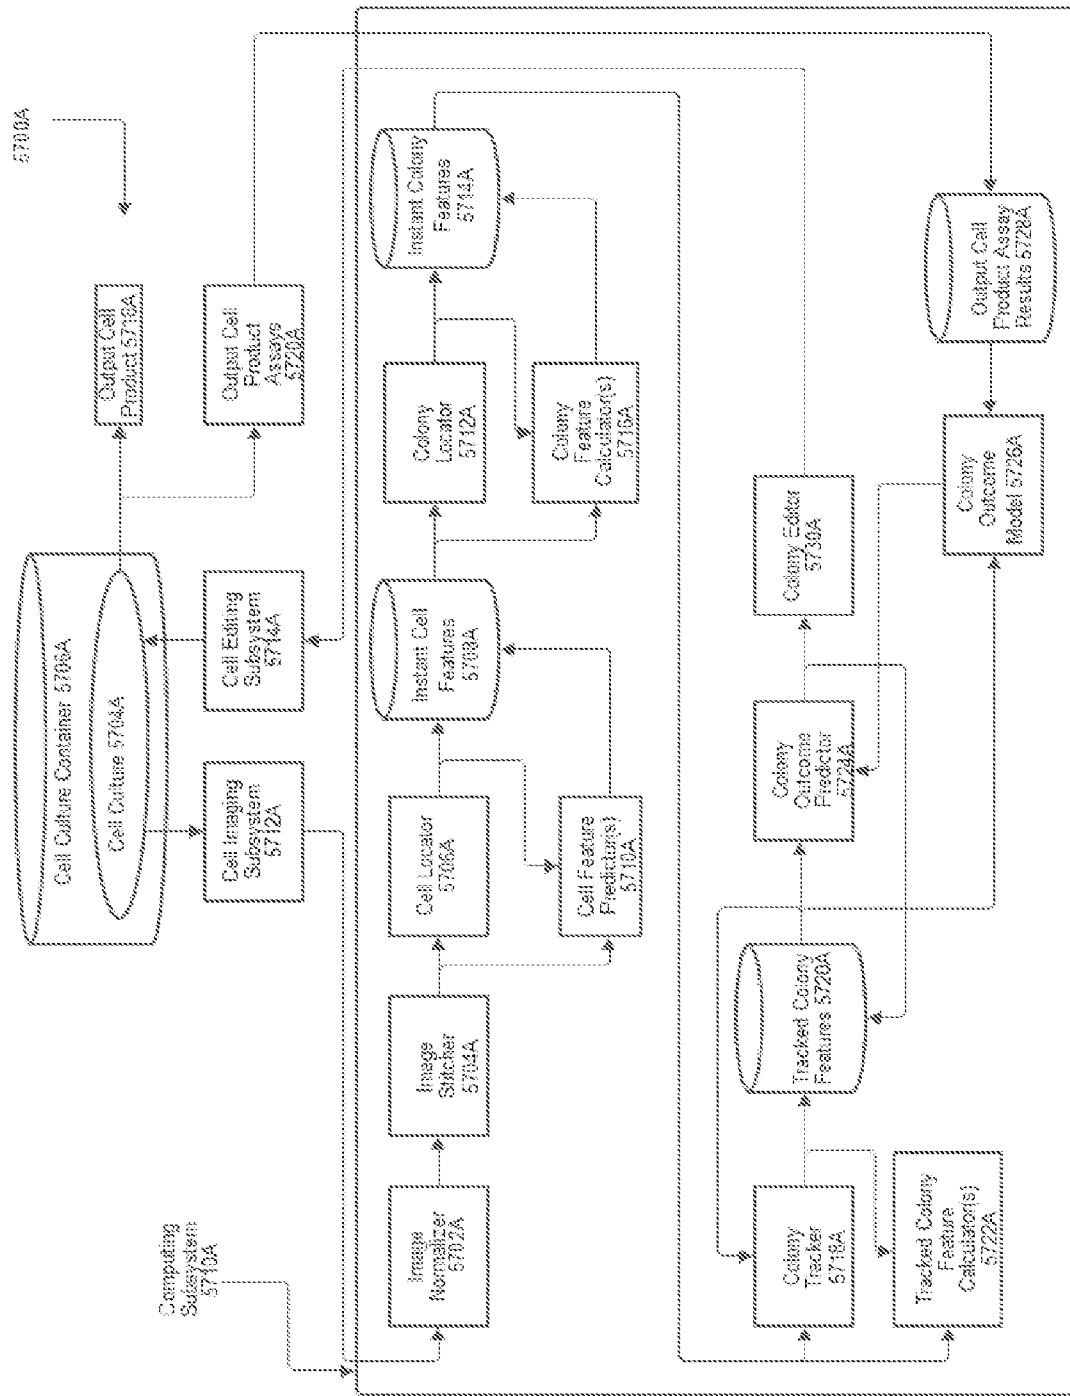 5700A
Cell Culture Container 5706A
Cell Culture 5704A
Output Cell
Product 5718A
Output Cell
Product
Assays
5720A
Cell Editing
Subsystem
5714A
Cell Imaging
Subsystem
5712A
Computing
Subsystem
5710A
Image
Normalizer
5702A
Image
Stitcher
5704A
Cell Locator
5706A
Cell Feature
Predictor(s)
5710A
Instant Cell
Features
5708A
Colony
Locator
5712A
Colony
Feature
Calculator(s)
5716A
Instant Colony
Features
5714A
Colony
Tracker
5718A
Tracked Colony
Feature
Calculator(s)
5722A
Tracked Colony
Features 5720A
Colony
Outcome
Predictor
5724A
Colony Editor
5730A
Colony
Outcome
Model 5726A
Output Cell
Product Assay
Results 5728A